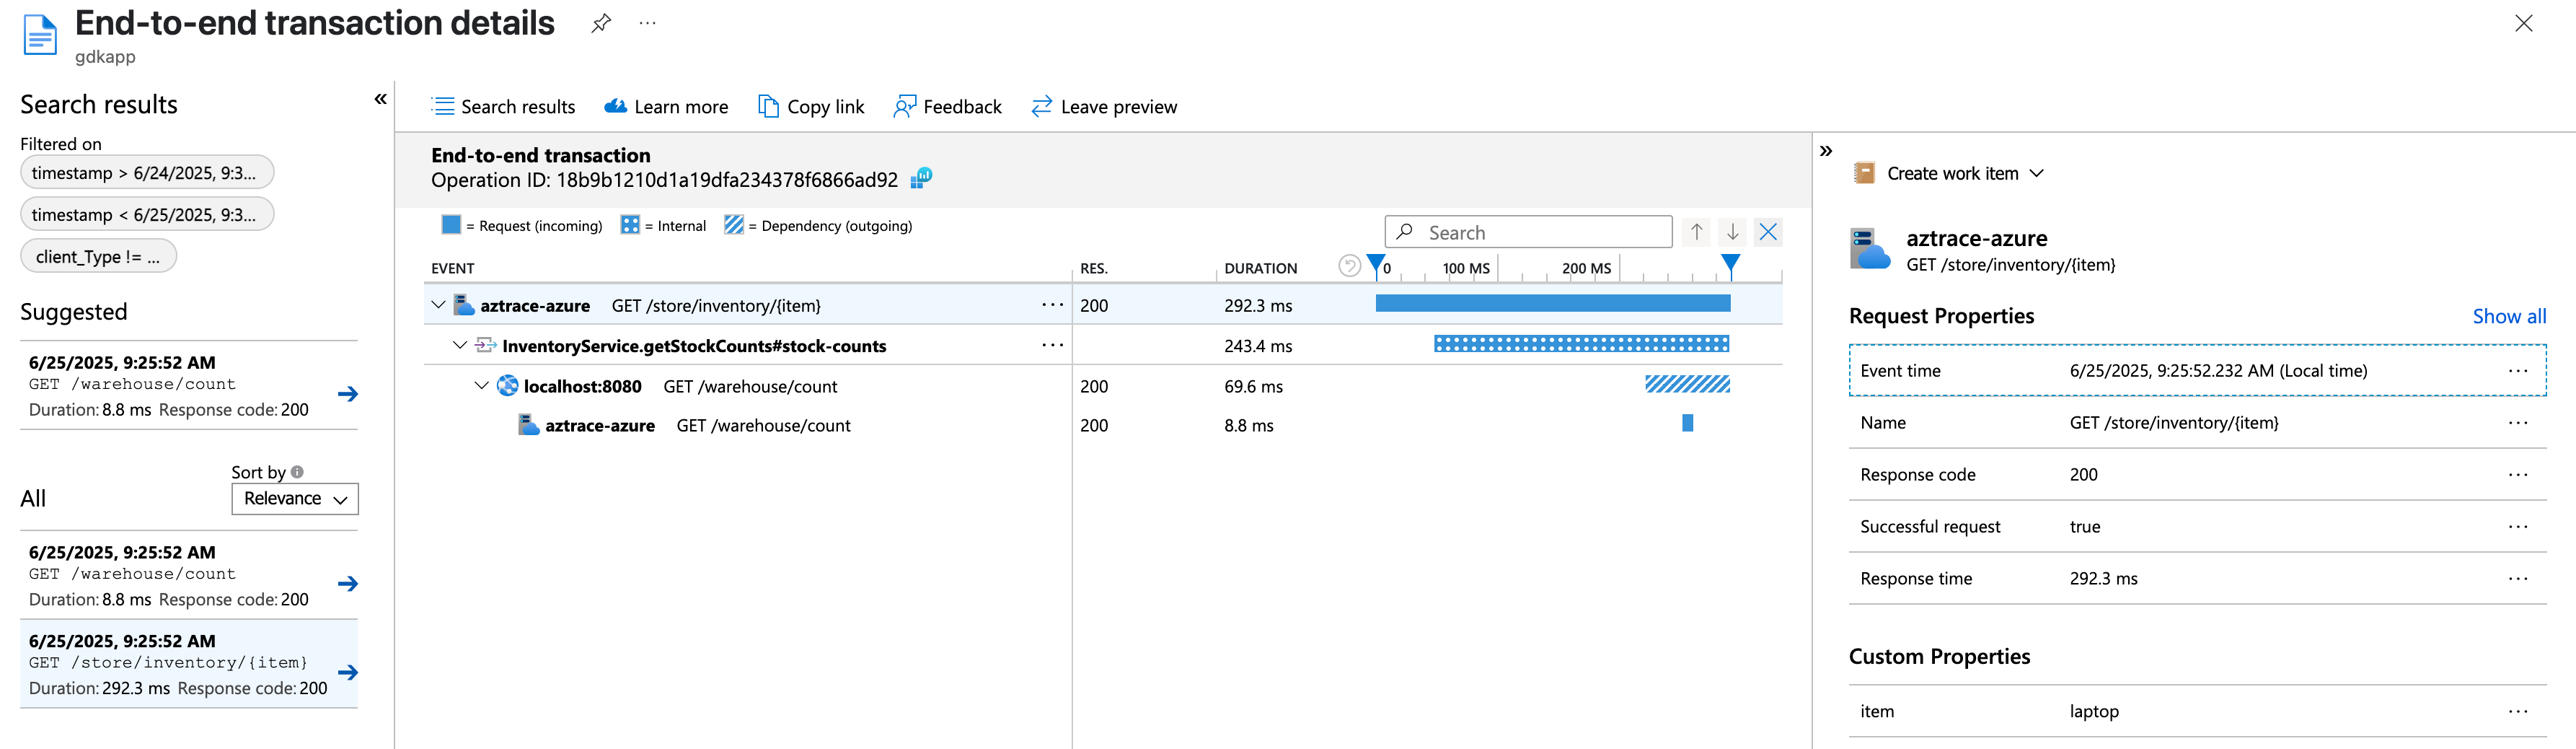 End-to-end transaction details
gdkapp
Search results
Filtered on
timestamp > 6/24/2025, 9:3...
timestamp < 6/25/2025, 9:3...
client_Type != ...
Suggested
6/25/2025, 9:25:52 AM
GET /warehouse/count
Duration: 8.8 ms Response code: 200
All
Sort by
Relevance
6/25/2025, 9:25:52 AM
GET /warehouse/count
Duration: 8.8 ms Response code: 200
6/25/2025, 9:25:52 AM
GET /store/inventory/{item}
Duration: 292.3 ms Response code: 200
Search results Learn more Copy link Feedback Leave preview
End-to-end transaction
Operation ID: 18b9b1210d1a19dfa234378f6866ad92
= Request (incoming) = Internal = Dependency (outgoing)
Search
EVENT RES. DURATION 0 100 MS 200 MS
aztrace-azure GET /store/inventory/{item} 200 292.3 ms
InventoryService.getStockCounts#stock-counts 243.4 ms
localhost:8080 GET /warehouse/count 200 69.6 ms
aztrace-azure GET /warehouse/count 200 8.8 ms
Create work item
aztrace-azure
GET /store/inventory/{item}
Request Properties Show all
Event time 6/25/2025, 9:25:52.232 AM (Local time)
Name GET /store/inventory/{item}
Response code 200
Successful request true
Response time 292.3 ms
Custom Properties
item laptop